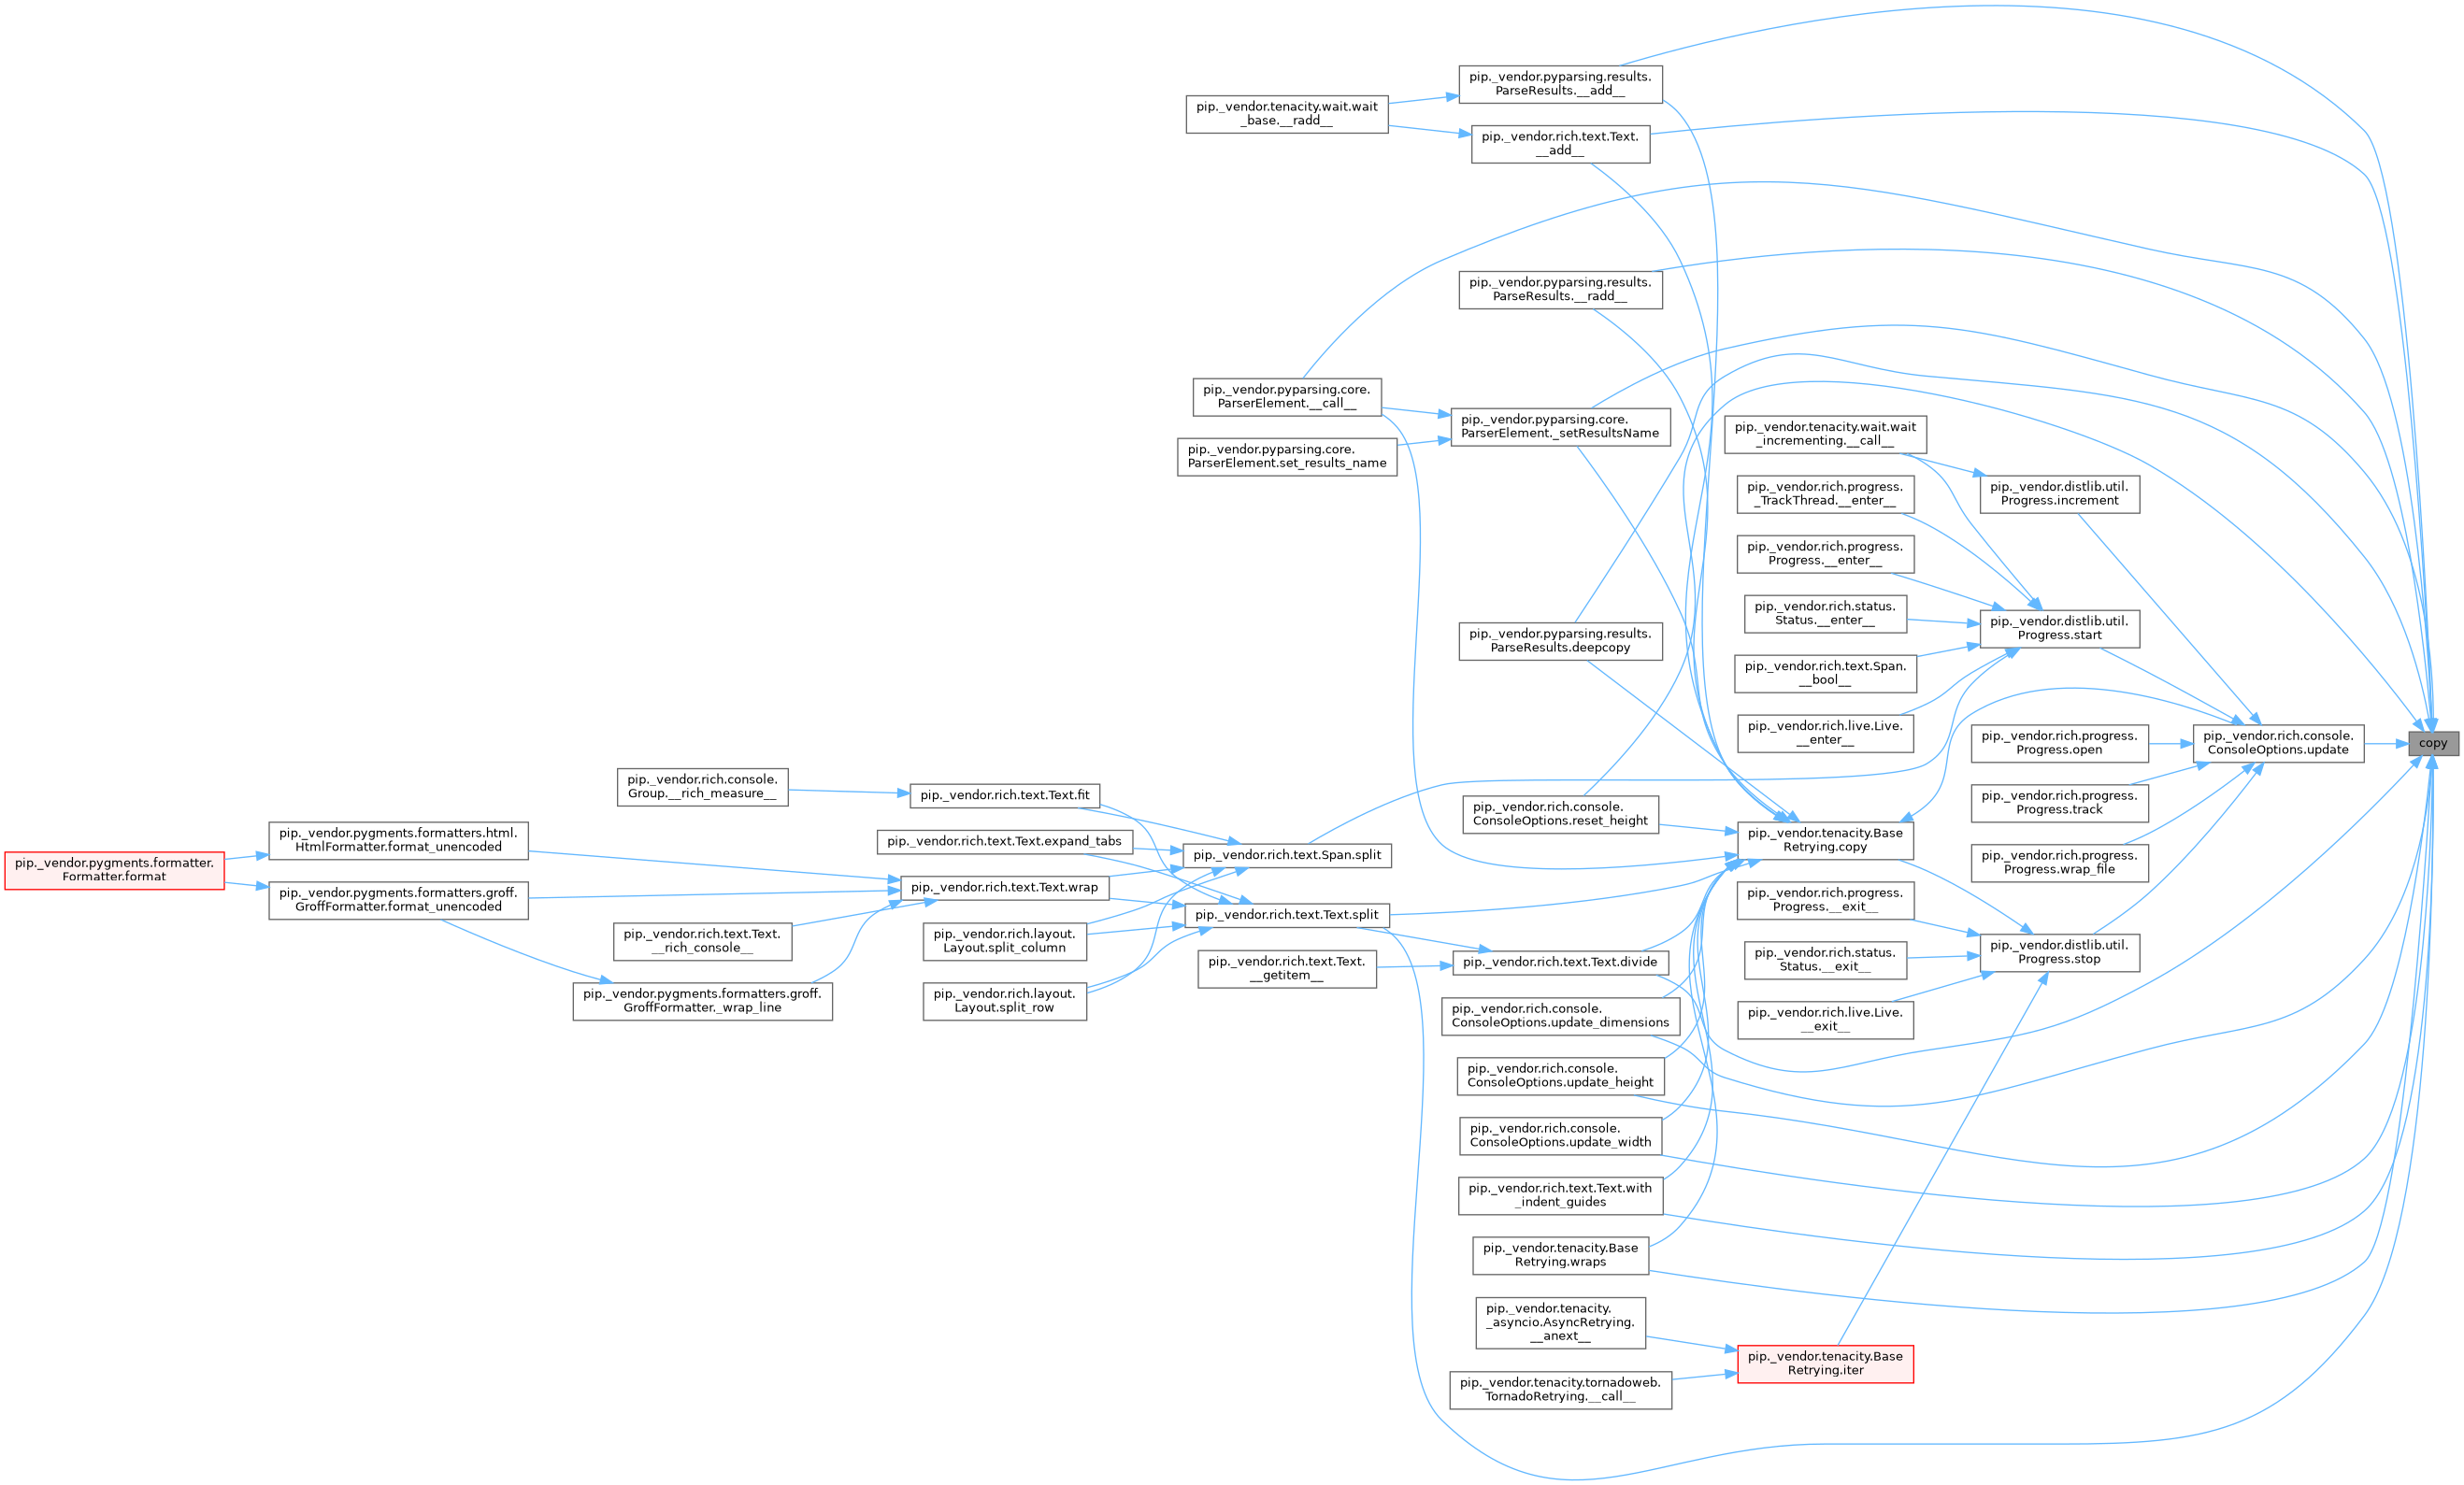 pip._vendor.pyparsing.results.
ParseResults.__add__
pip._vendor.tenacity.wait.wait
_base.__radd__
pip._vendor.rich.text.Text.
__add__
pip._vendor.pyparsing.results.
ParseResults.__radd__
pip._vendor.pyparsing.core.
ParserElement.__call__
pip._vendor.pyparsing.core.
ParserElement._setResultsName
pip._vendor.pyparsing.core.
ParserElement.set_results_name
pip._vendor.tenacity.wait.wait
_incrementing.__call__
pip._vendor.rich.progress.
_TrackThread.__enter__
pip._vendor.distlib.util.
Progress.increment
pip._vendor.rich.progress.
Progress.__enter__
pip._vendor.rich.status.
Status.__enter__
pip._vendor.distlib.util.
Progress.start
pip._vendor.pyparsing.results.
ParseResults.deepcopy
pip._vendor.rich.text.Span.
__bool__
pip._vendor.rich.live.Live.
__enter__
pip._vendor.rich.progress.
Progress.open
pip._vendor.rich.console.
ConsoleOptions.update
copy
pip._vendor.rich.console.
Group.__rich_measure__
pip._vendor.rich.text.Text.fit
pip._vendor.rich.console.
ConsoleOptions.reset_height
pip._vendor.rich.progress.
Progress.track
pip._vendor.pygments.formatters.html.
HtmlFormatter.format_unencoded
pip._vendor.rich.text.Text.expand_tabs
pip._vendor.rich.text.Span.split
pip._vendor.tenacity.Base
Retrying.copy
pip._vendor.rich.progress.
Progress.wrap_file
pip._vendor.pygments.formatter.
Formatter.format
pip._vendor.pygments.formatters.groff.
GroffFormatter.format_unencoded
pip._vendor.rich.text.Text.wrap
pip._vendor.rich.text.Text.split
pip._vendor.rich.progress.
Progress.__exit__
pip._vendor.rich.text.Text.
__rich_console__
pip._vendor.rich.layout.
Layout.split_column
pip._vendor.rich.text.Text.
__getitem__
pip._vendor.rich.text.Text.divide
pip._vendor.rich.status.
Status.__exit__
pip._vendor.distlib.util.
Progress.stop
pip._vendor.pygments.formatters.groff.
GroffFormatter._wrap_line
pip._vendor.rich.layout.
Layout.split_row
pip._vendor.rich.console.
ConsoleOptions.update_dimensions
pip._vendor.rich.live.Live.
__exit__
pip._vendor.rich.console.
ConsoleOptions.update_height
pip._vendor.rich.console.
ConsoleOptions.update_width
pip._vendor.rich.text.Text.with
_indent_guides
pip._vendor.tenacity.Base
Retrying.wraps
pip._vendor.tenacity.
_asyncio.AsyncRetrying.
__anext__
pip._vendor.tenacity.Base
Retrying.iter
pip._vendor.tenacity.tornadoweb.
TornadoRetrying.__call__